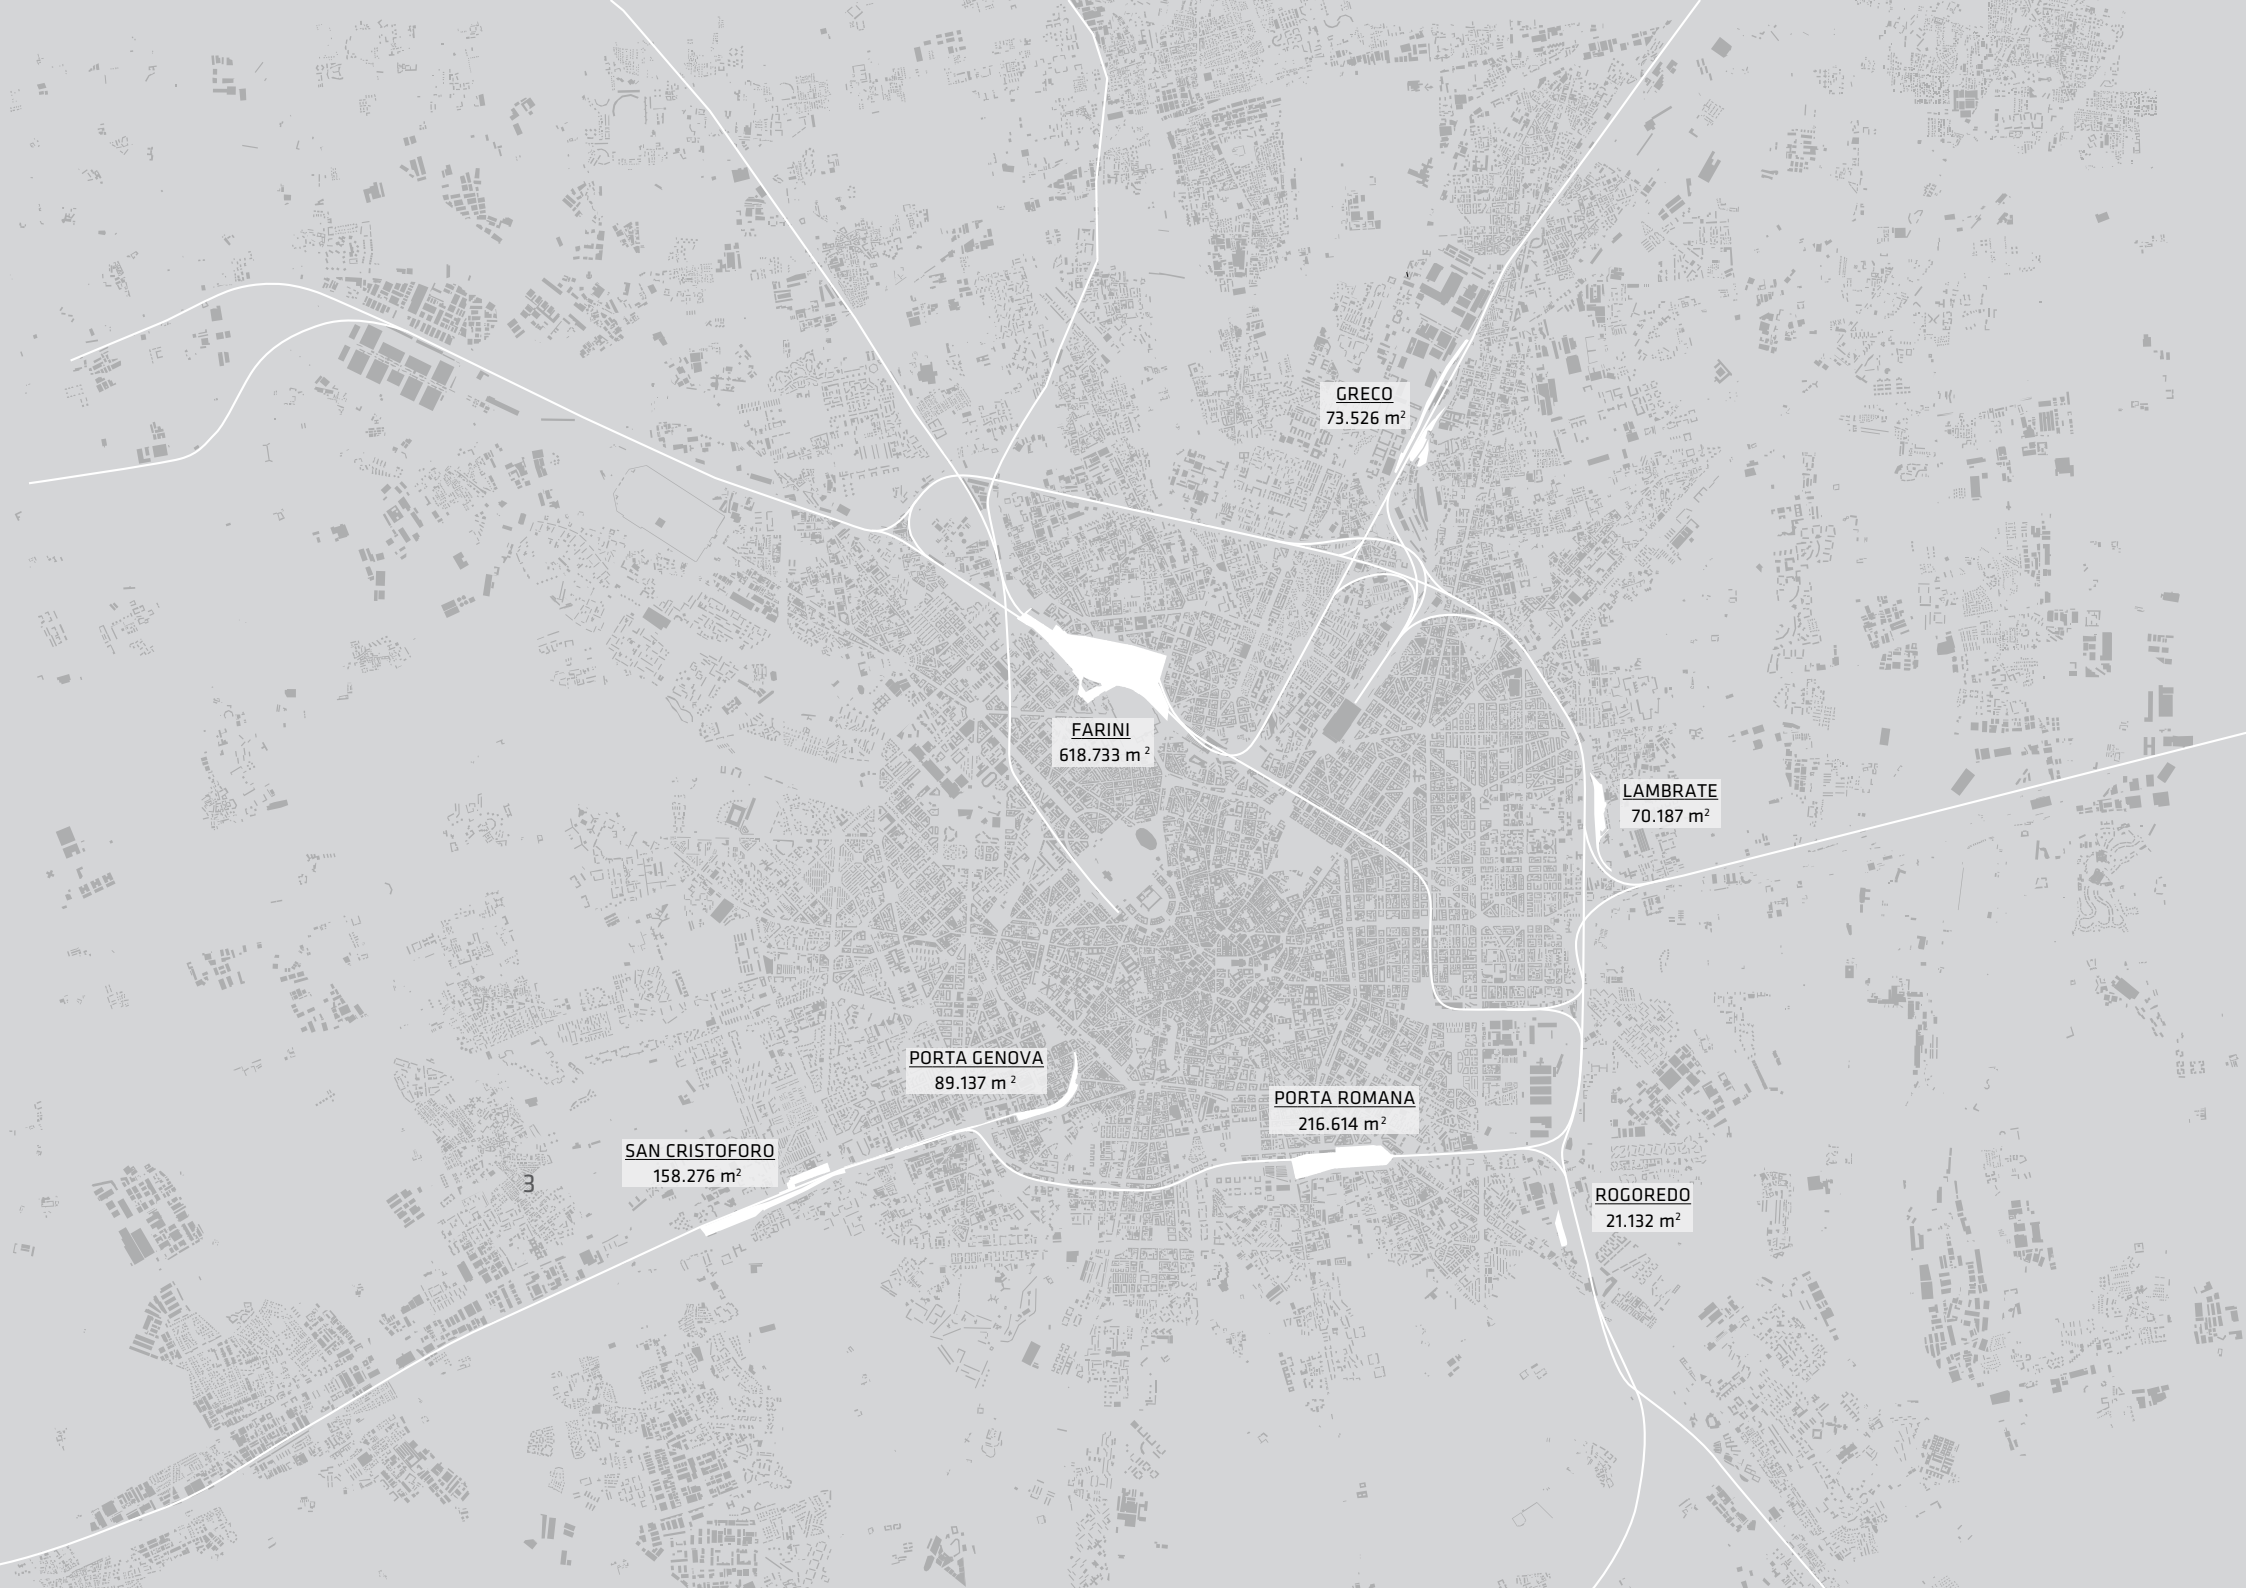 GRECO
73.526 m²
FARINI
618.733 m²
LAMBRATE
70.187 m²
PORTA GENOVA
89.137 m²
PORTA ROMANA
216.614 m²
SAN CRISTOFORO
158.276 m²
3
ROGOREDO
21.132 m²